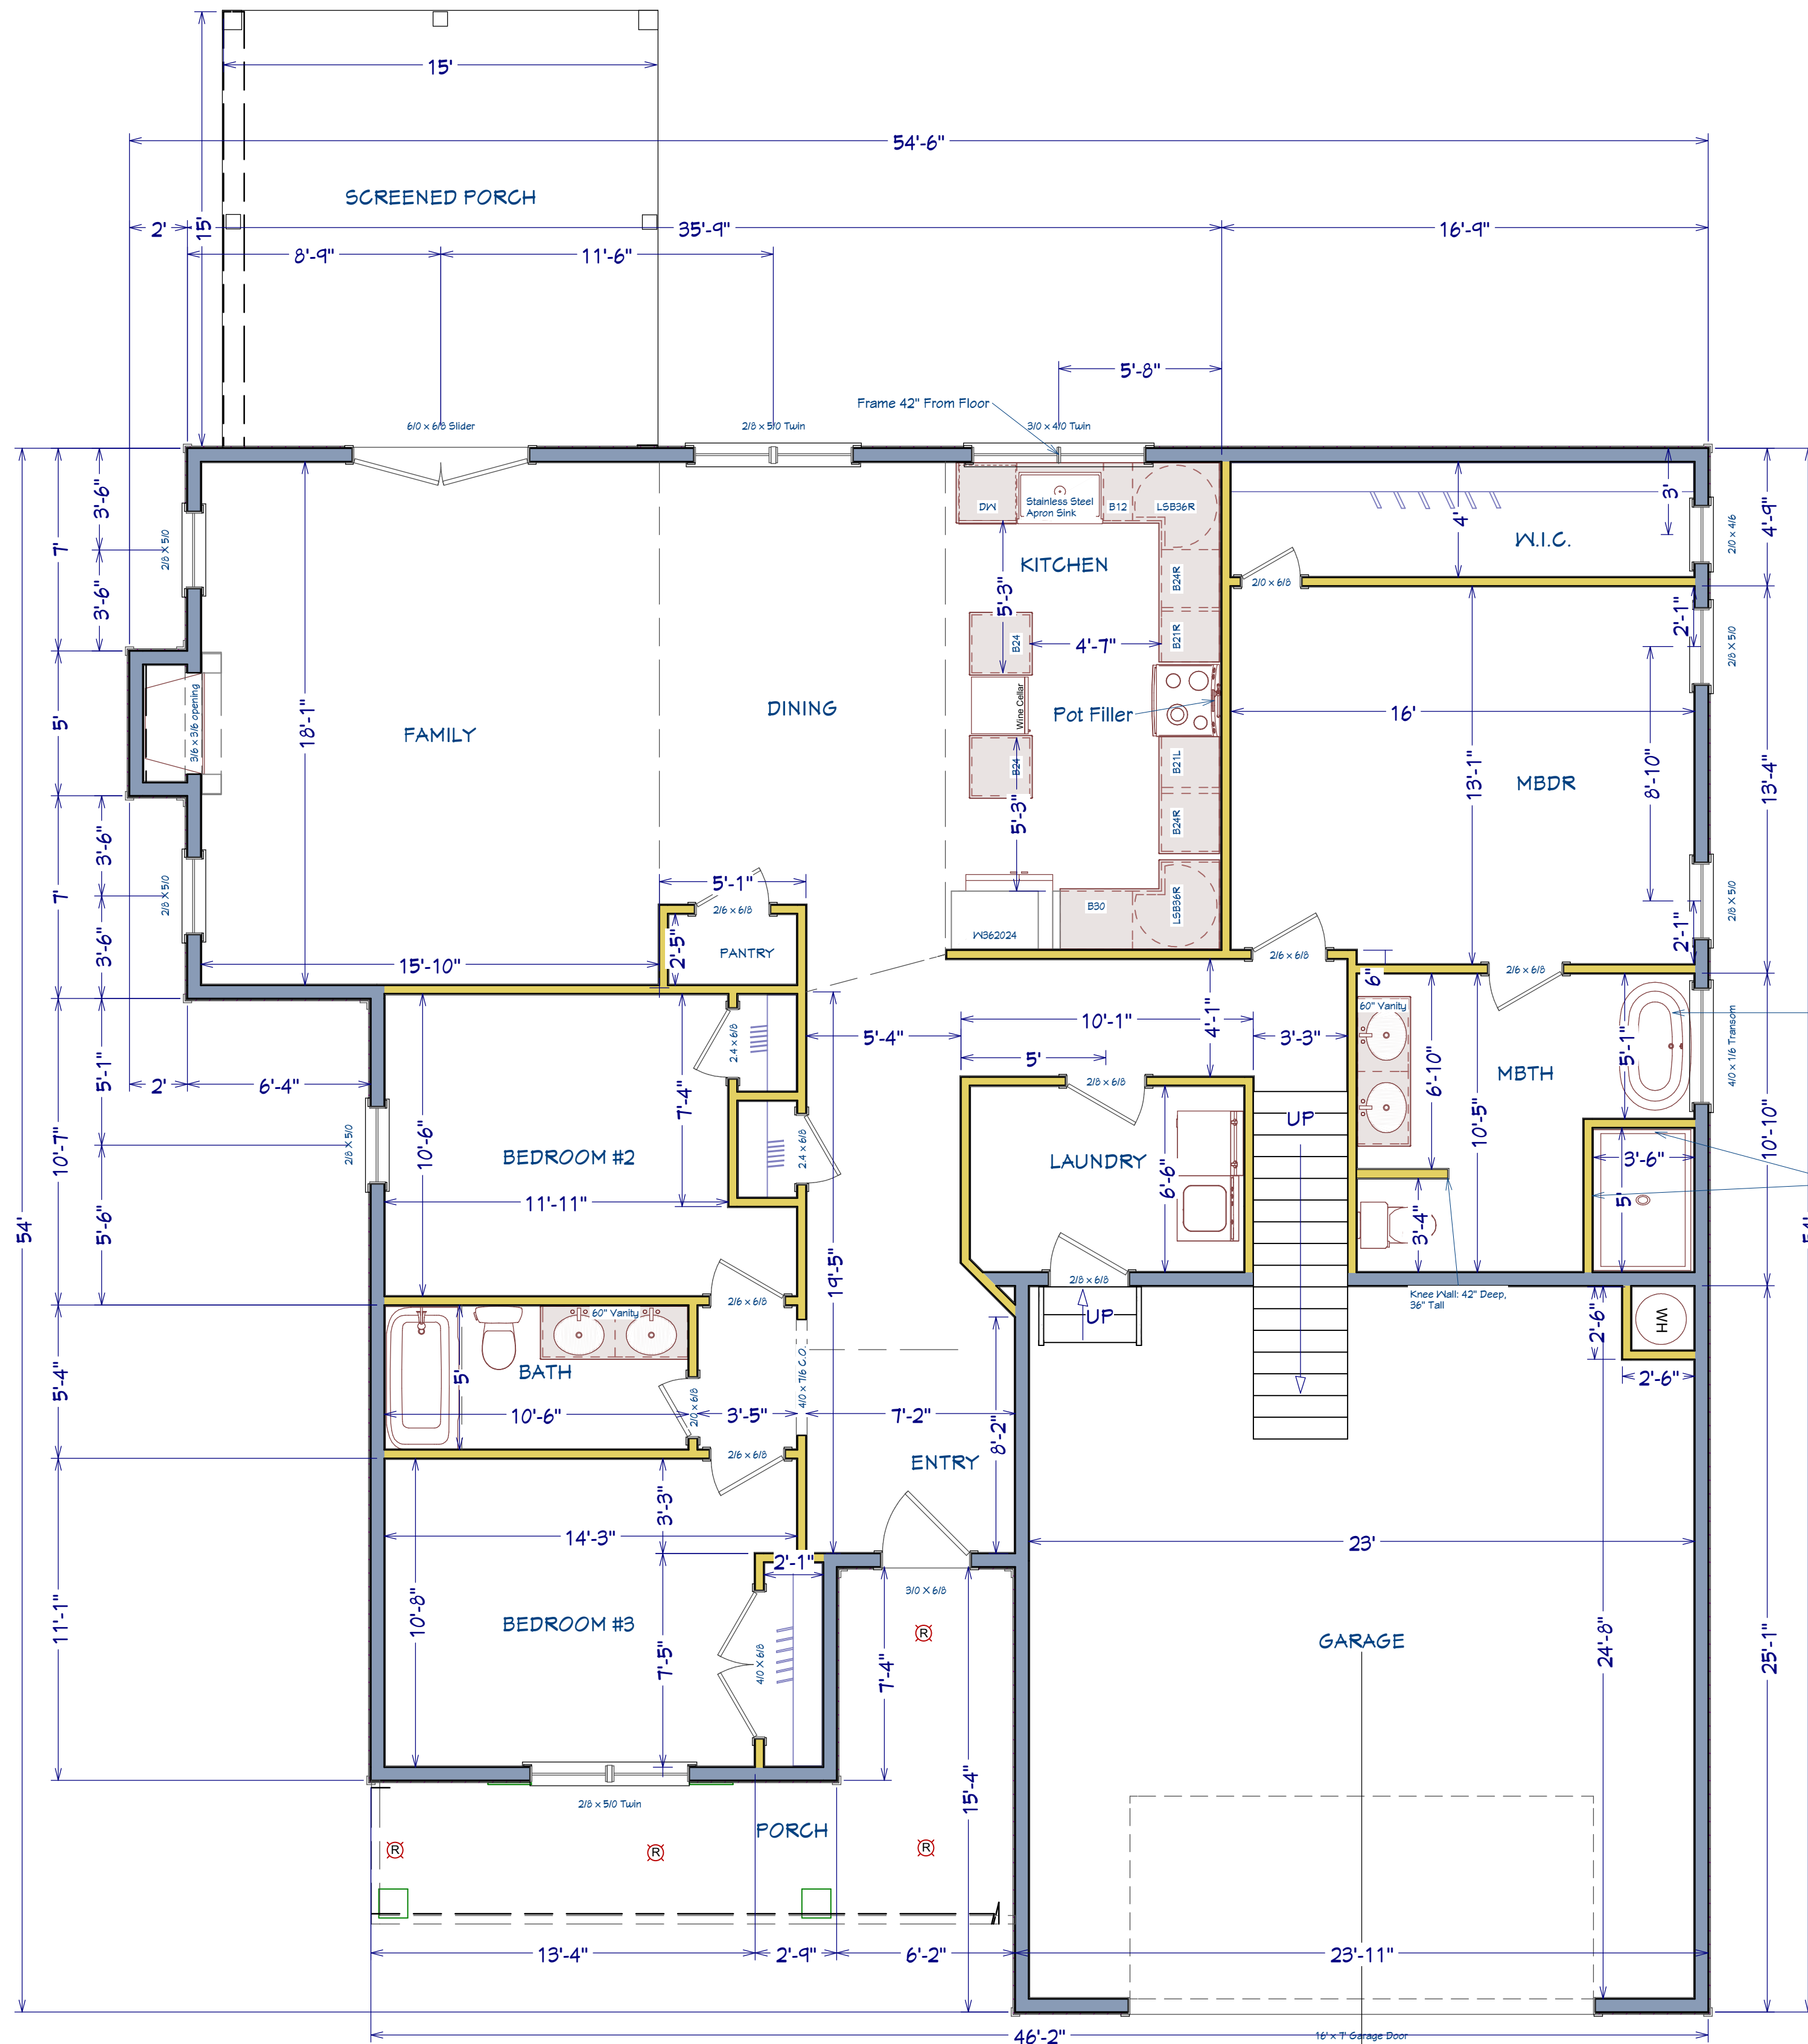 15'
54'-6"
SCREENED PORCH
2'
15'
35'-9"
16'-9"
8'-9"
11'-6"
5'-8"
Frame 42" From Floor
6/0 x 6/8 Slider
2/8 x 5/0 Twin
3/0 x 4/0 Twin
3'-6"
7'
3'-6"
2/8 X 5/0
DW
Stainless Steel
Apron Sink
B12
LSB36R
KITCHEN
5'-3"
B24R
B21R
B24
4'-7"
Wine Cellar
B24
5'-3"
Pot Filler
B21L
B24R
LSB36R
B30
W362024
4'
W.I.C.
3'
4'-9"
2/0 x 4/6
2/0 x 6/8
2'-1"
2/8 X 5/0
16'
MBDR
13'-1"
8'-10"
13'-4"
2/8 X 5/0
2'-1"
5'
3/6 x 3/6 opening
18'-1"
FAMILY
DINING
3'-6"
7'
3'-6"
2/8 X 5/0
5'-1"
2/6 x 6/8
2'-5"
PANTRY
15'-10"
2/6 x 6/8
6"
2/6 x 6/8
60" Vanity
2'
6'-4"
5'-1"
10'-7"
5'-6"
2/8 X 5/0
10'-6"
BEDROOM #2
11'-11"
7'-4"
2.4 x 6/8
2.4 x 6/8
5'-4"
10'-1"
4'-1"
3'-3"
5'
2/8 x 6/8
LAUNDRY
6'-6"
UP
6'-10"
10'-5"
MBTH
5'-1"
4/0 x 1/6 Transom
10'-10"
3'-6"
5'
3'-4"
2/8 x 6/8
UP
Knee Wall: 42" Deep,
36" Tall
2'-6"
WH
2'-6"
19'-5"
54'
54'
2/6 x 6/8
60" Vanity
5'-4"
BATH
5'
10'-6"
2/0 x 6/8
3'-5"
4/0 x 7/6 C.O.
7'-2"
8'-2"
2/6 x 6/8
ENTRY
14'-3"
3'-3"
2'-1"
11'-1"
10'-8"
BEDROOM #3
7'-5"
4/0 X 6/8
3/0 X 6/8
R
7'-4"
23'
GARAGE
24'-8"
25'-1"
15'-4"
2/8 x 5/0 Twin
PORCH
R
R
R
13'-4"
2'-9"
6'-2"
23'-11"
46'-2"
16' x 7' Garage Door